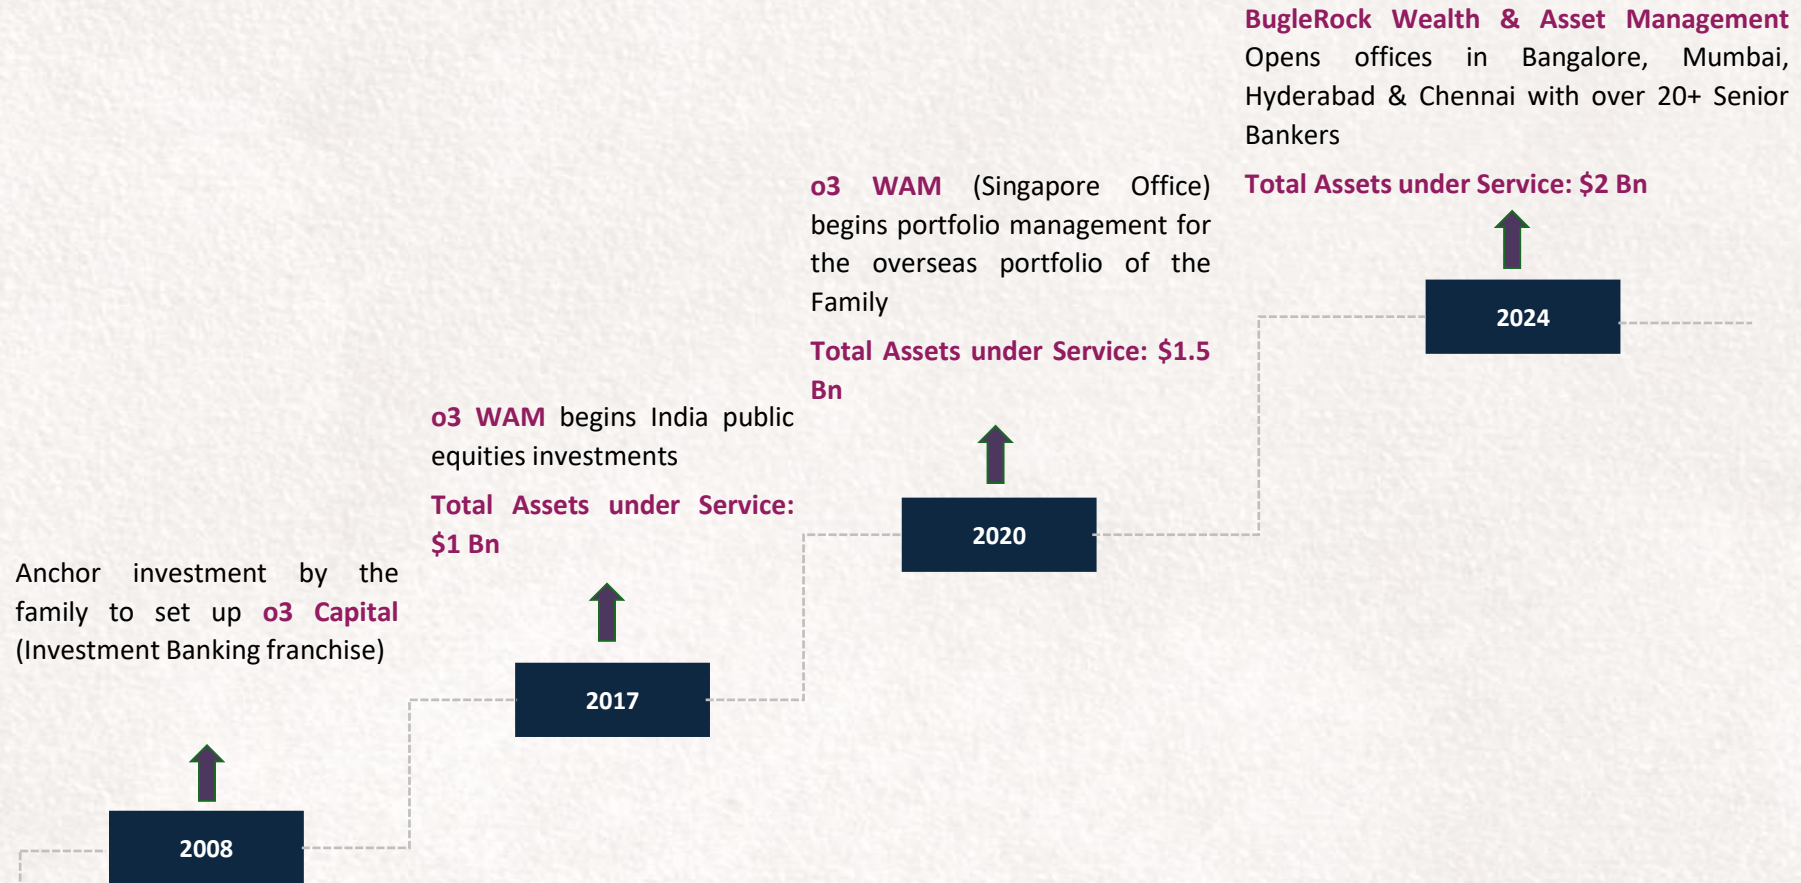 Anchor investment by the
family to set up o3 Capital
(Investment Banking franchise)
2008
o3 WAM begins India public
equities investments
Total Assets under Service:
$1 Bn
2017
o3 WAM (Singapore Office)
begins portfolio management for
the overseas portfolio of the
Family
Total Assets under Service: $1.5
Bn
2020
BugleRock Wealth & Asset Management
Opens offices in Bangalore, Mumbai,
Hyderabad & Chennai with over 20+ Senior
Bankers
Total Assets under Service: $2 Bn
2024